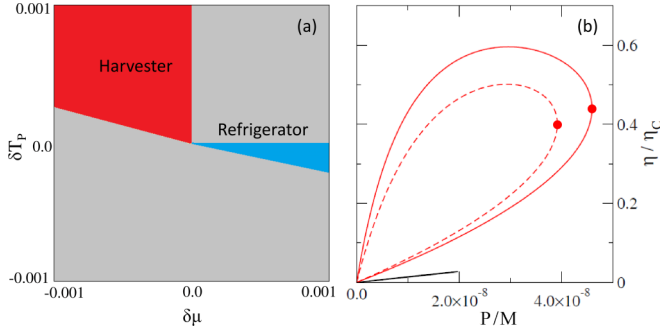 0.001
(a)
Harvester
Refrigerator
δT_P
0.0
-0.001
-0.001
0.0
0.001
δμ
(b)
0.6
0.4
0.2
0
η / η_C
0.0
2.0×10⁻⁸
4.0×10⁻⁸
P/M